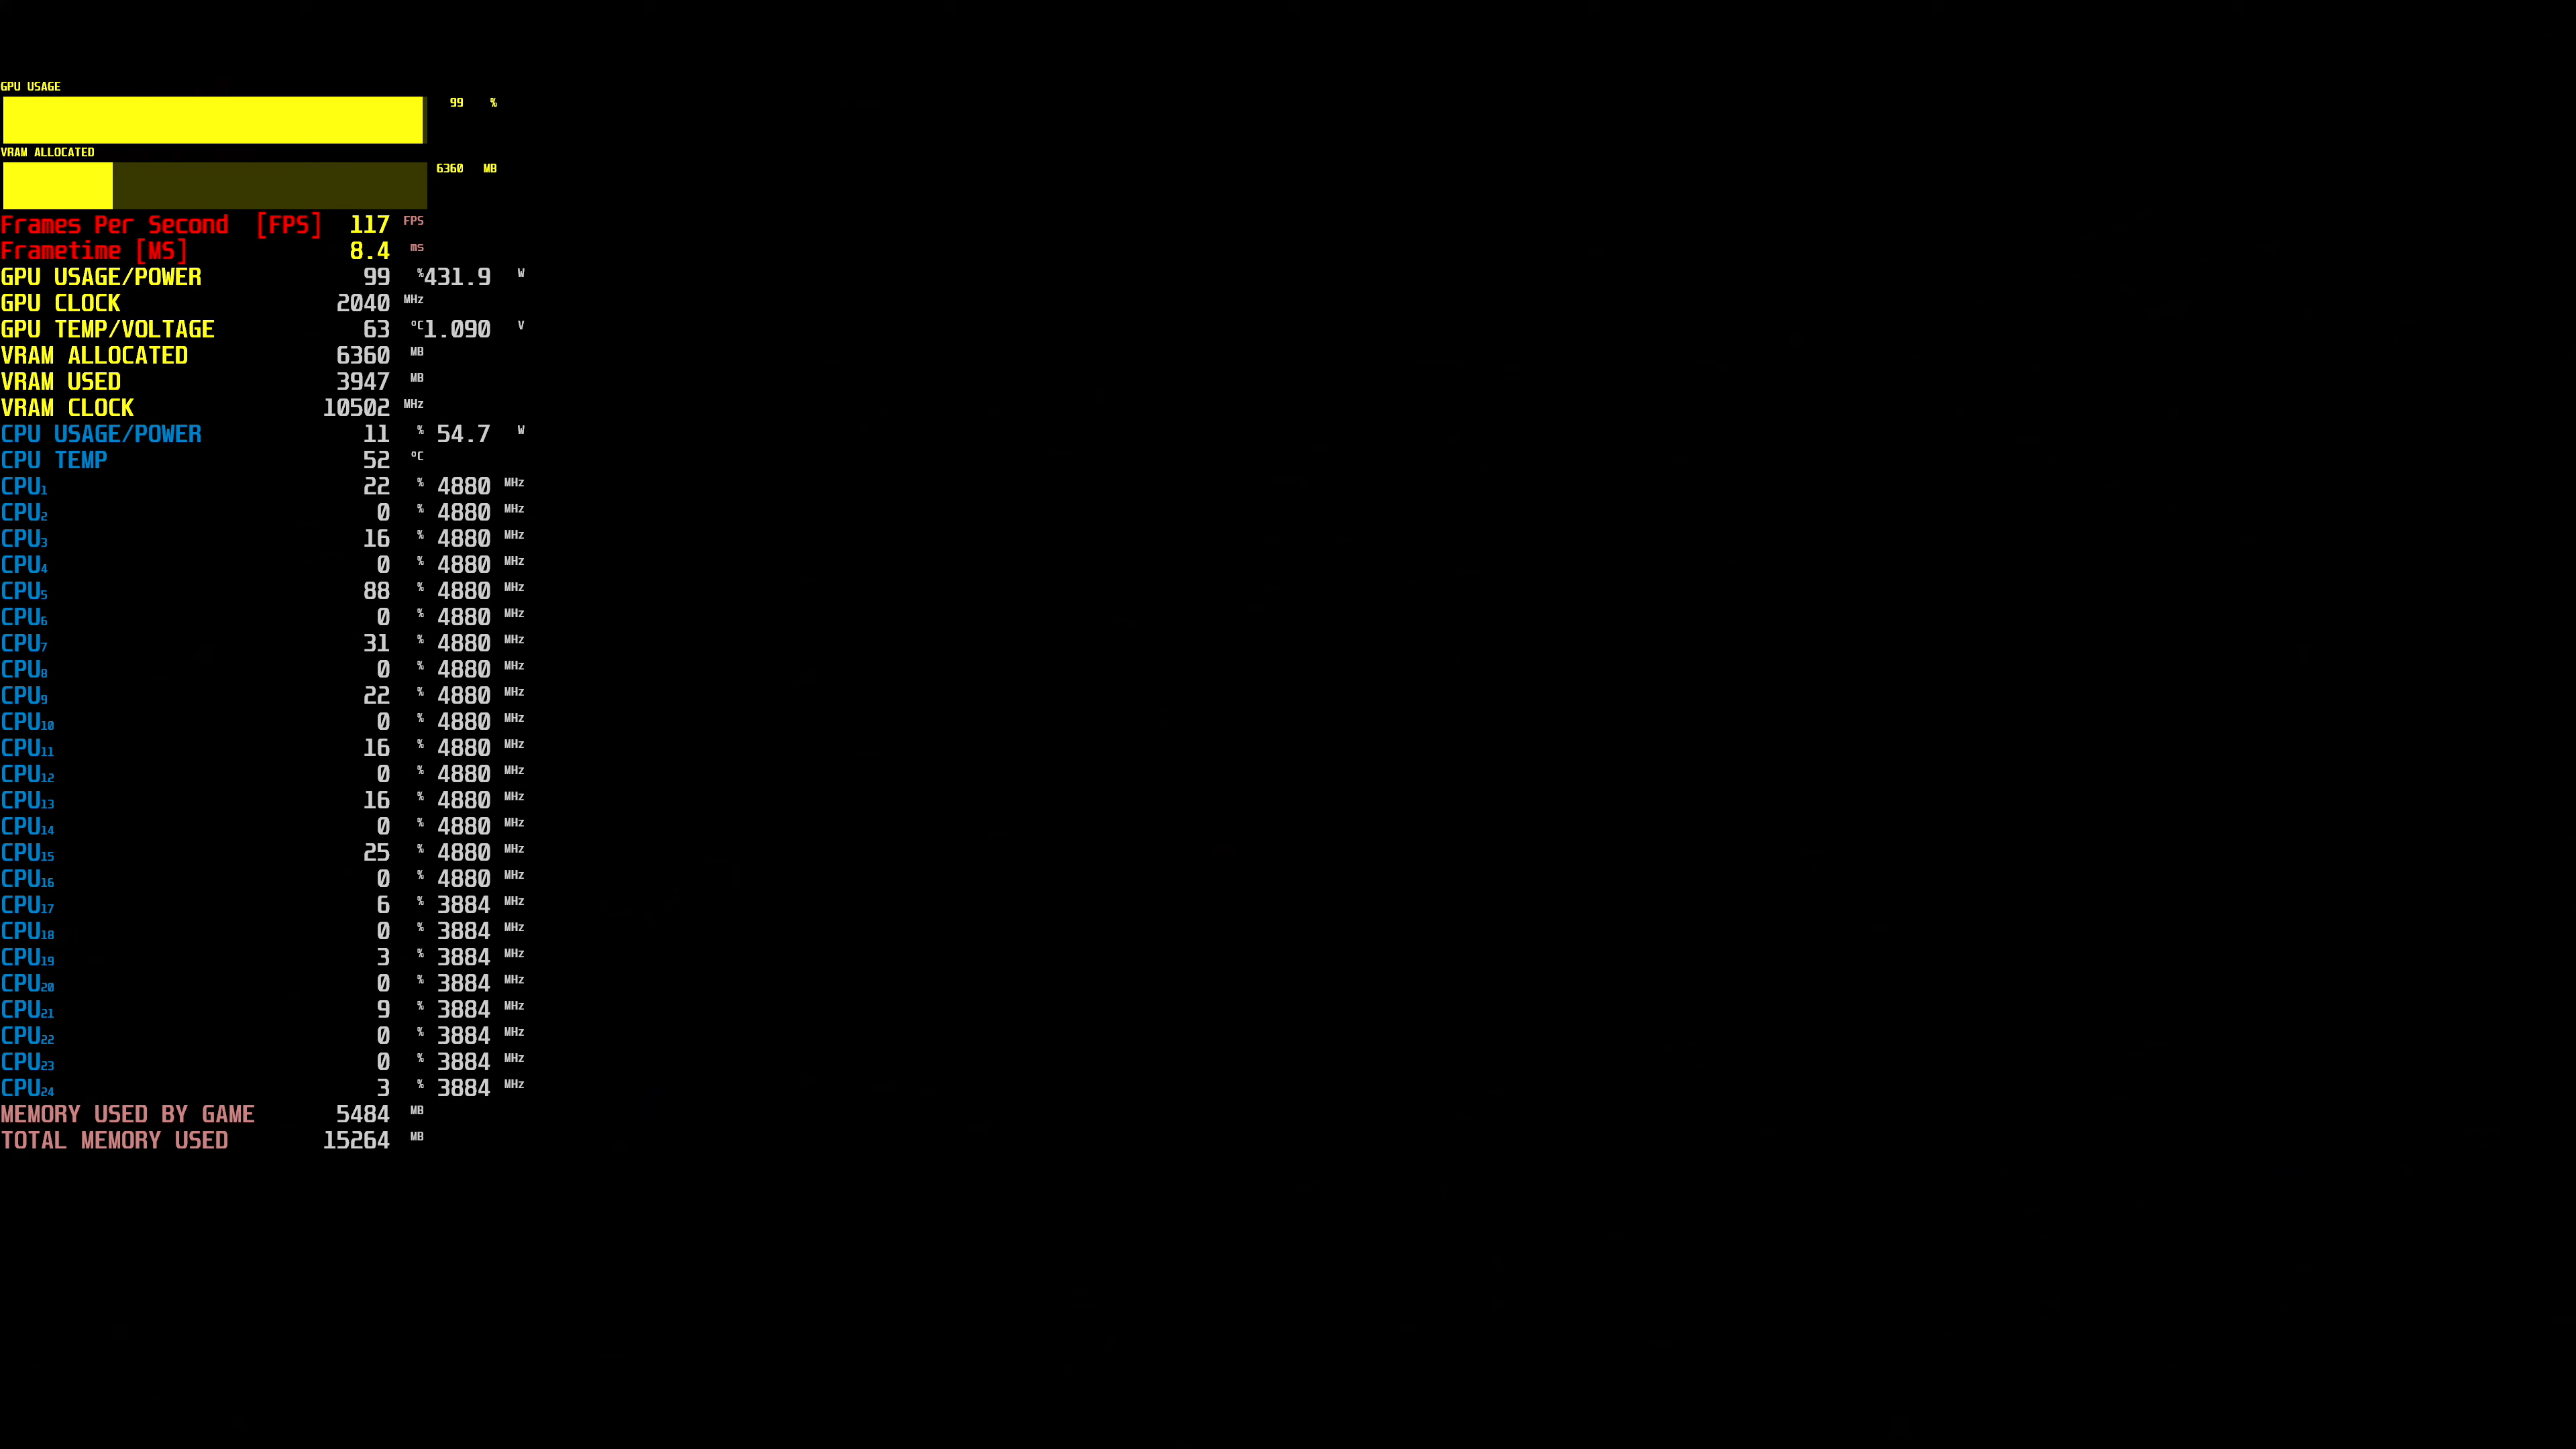 GPU USAGE
99 %
VRAM ALLOCATED
6360 MB
Frames Per Second [FPS] 117 FPS
Frametime [MS] 8.4 ms
GPU USAGE/POWER 99 % 431.9 W
GPU CLOCK 2040 MHz
GPU TEMP/VOLTAGE 63 °C 1.090 V
VRAM ALLOCATED 6360 MB
VRAM USED 3947 MB
VRAM CLOCK 10502 MHz
CPU USAGE/POWER 11 % 54.7 W
CPU TEMP 52 °C
CPU1 22 % 4880 MHz
CPU2 0 % 4880 MHz
CPU3 16 % 4880 MHz
CPU4 0 % 4880 MHz
CPU5 88 % 4880 MHz
CPU6 0 % 4880 MHz
CPU7 31 % 4880 MHz
CPU8 0 % 4880 MHz
CPU9 22 % 4880 MHz
CPU10 0 % 4880 MHz
CPU11 16 % 4880 MHz
CPU12 0 % 4880 MHz
CPU13 16 % 4880 MHz
CPU14 0 % 4880 MHz
CPU15 25 % 4880 MHz
CPU16 0 % 4880 MHz
CPU17 6 % 3884 MHz
CPU18 0 % 3884 MHz
CPU19 3 % 3884 MHz
CPU20 0 % 3884 MHz
CPU21 9 % 3884 MHz
CPU22 0 % 3884 MHz
CPU23 0 % 3884 MHz
CPU24 3 % 3884 MHz
MEMORY USED BY GAME 5484 MB
TOTAL MEMORY USED 15264 MB